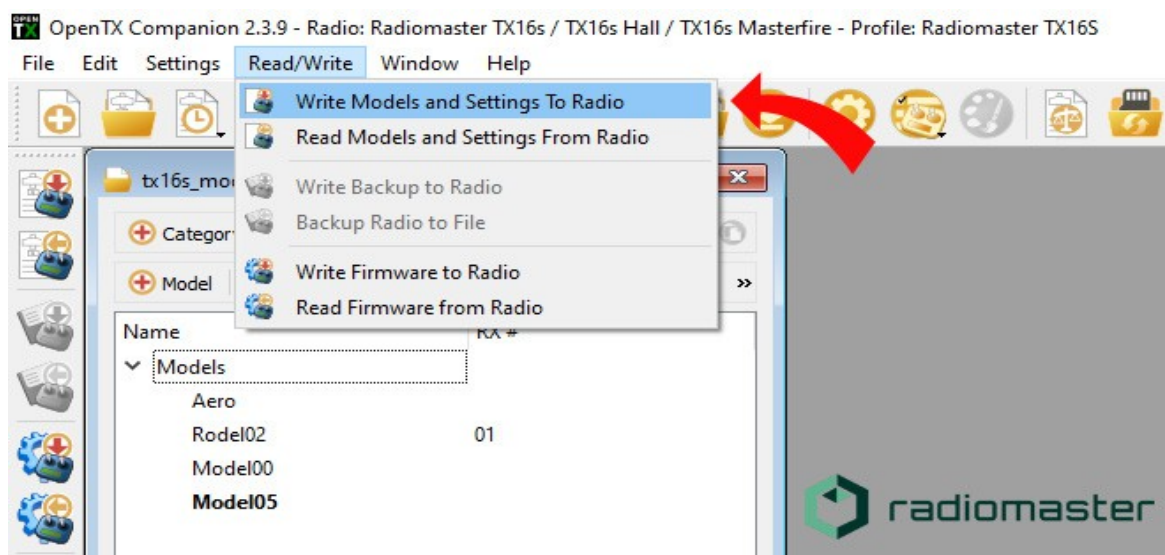 OPEN TX OpenTX Companion 2.3.9 - Radio: Radiomaster TX16s / TX16s Hall / TX16s Masterfire - Profile: Radiomaster TX16S
File Edit Settings Read/Write Window Help
Write Models and Settings To Radio
Read Models and Settings From Radio
Write Backup to Radio
Backup Radio to File
Write Firmware to Radio
Read Firmware from Radio
tx16s_mo
Categor
Model »
Name RX #
Models
Aero
Rodel02 01
Model00
Model05
radiomaster